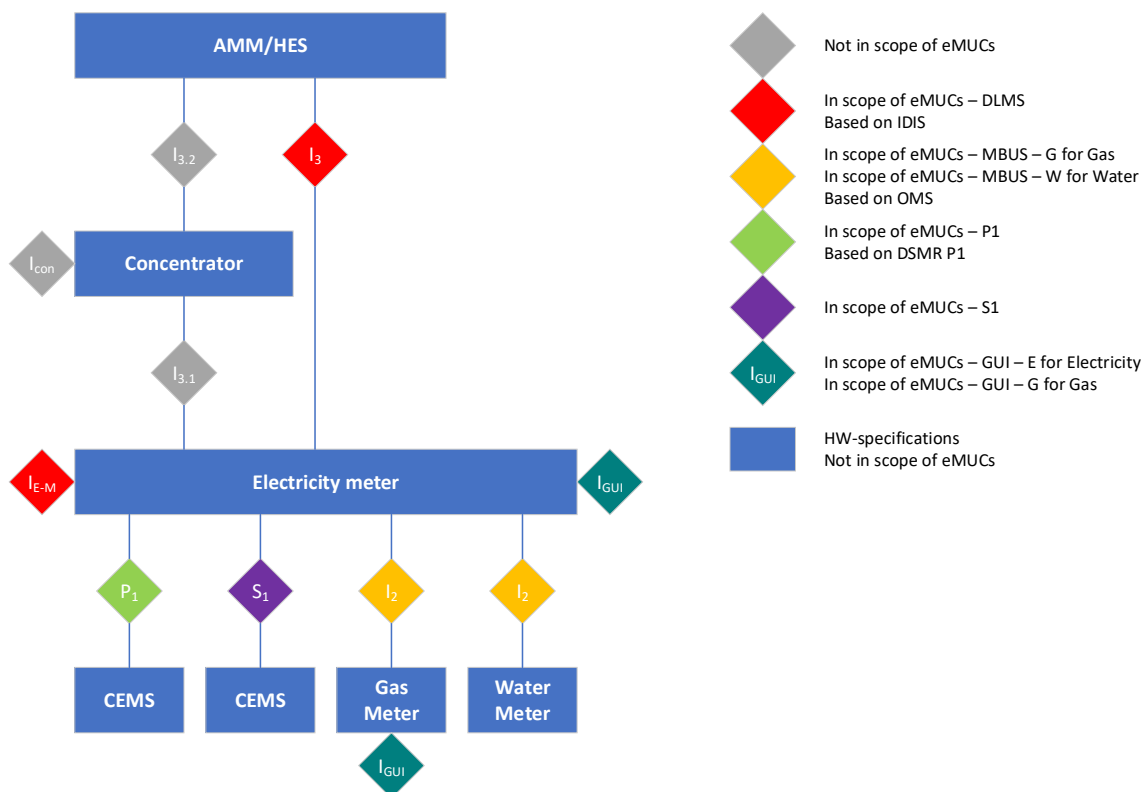 AMM/HES
I3.2
I3
Icon
Concentrator
I3.1
IE-M
Electricity meter
IGUI
P1
S1
I2
I2
CEMS
CEMS
Gas
Meter
Water
Meter
IGUI
Not in scope of eMUCs
In scope of eMUCs – DLMS
Based on IDIS
In scope of eMUCs – MBUS – G for Gas
In scope of eMUCs – MBUS – W for Water
Based on OMS
In scope of eMUCs – P1
Based on DSMR P1
In scope of eMUCs – S1
IGUI
In scope of eMUCs – GUI – E for Electricity
In scope of eMUCs – GUI – G for Gas
HW-specifications
Not in scope of eMUCs